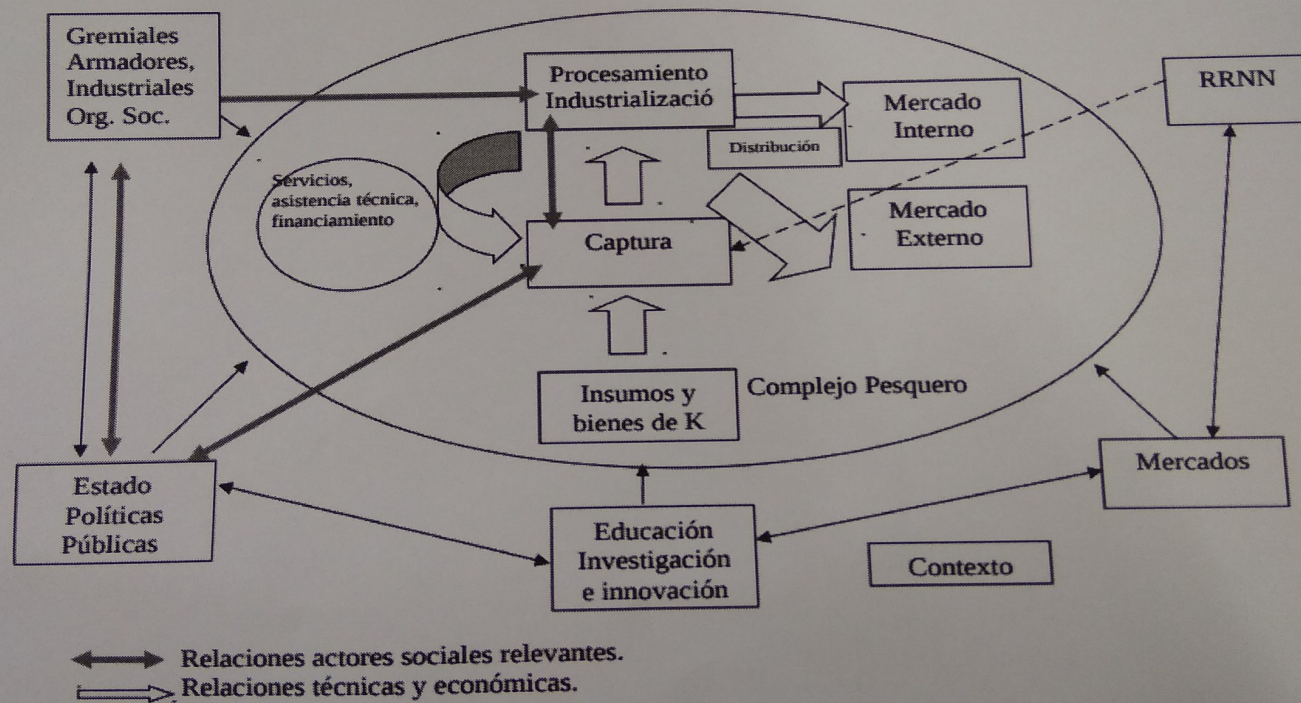 Gremiales
Armadores,
Industriales
Org. Soc.
Procesamiento
Industrializació
Mercado
Interno
RRNN
Distribución
Servicios,
asistencia técnica,
financiamiento
Captura
Mercado
Externo
Insumos y
bienes de K
Complejo Pesquero
Estado
Políticas
Públicas
Educación
Investigación
e innovación
Mercados
Contexto
Relaciones actores sociales relevantes.
Relaciones técnicas y económicas.